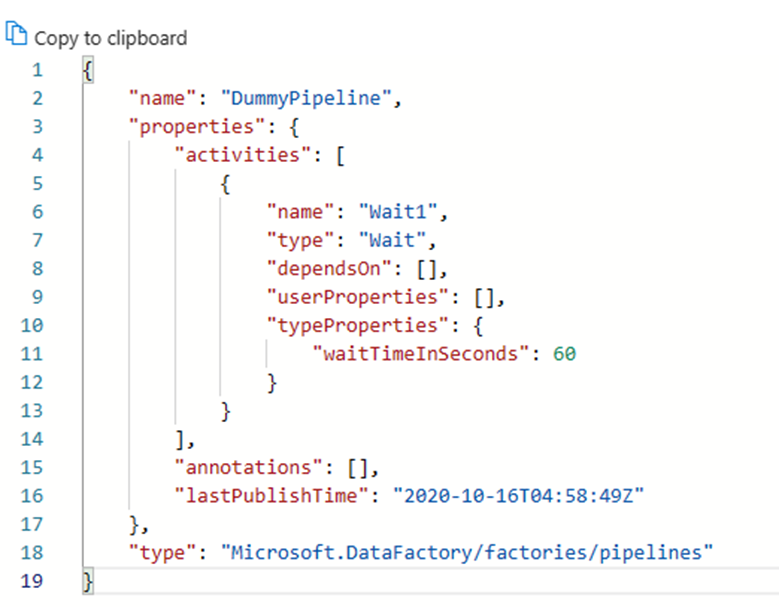 Copy to clipboard
1 {
2 "name": "DummyPipeline",
3 "properties": {
4 "activities": [
5 {
6 "name": "Wait1",
7 "type": "Wait",
8 "dependsOn": [],
9 "userProperties": [],
10 "typeProperties": {
11 "waitTimeInSeconds": 60
12 }
13 }
14 ],
15 "annotations": [],
16 "lastPublishTime": "2020-10-16T04:58:49Z"
17 },
18 "type": "Microsoft.DataFactory/factories/pipelines"
19 }